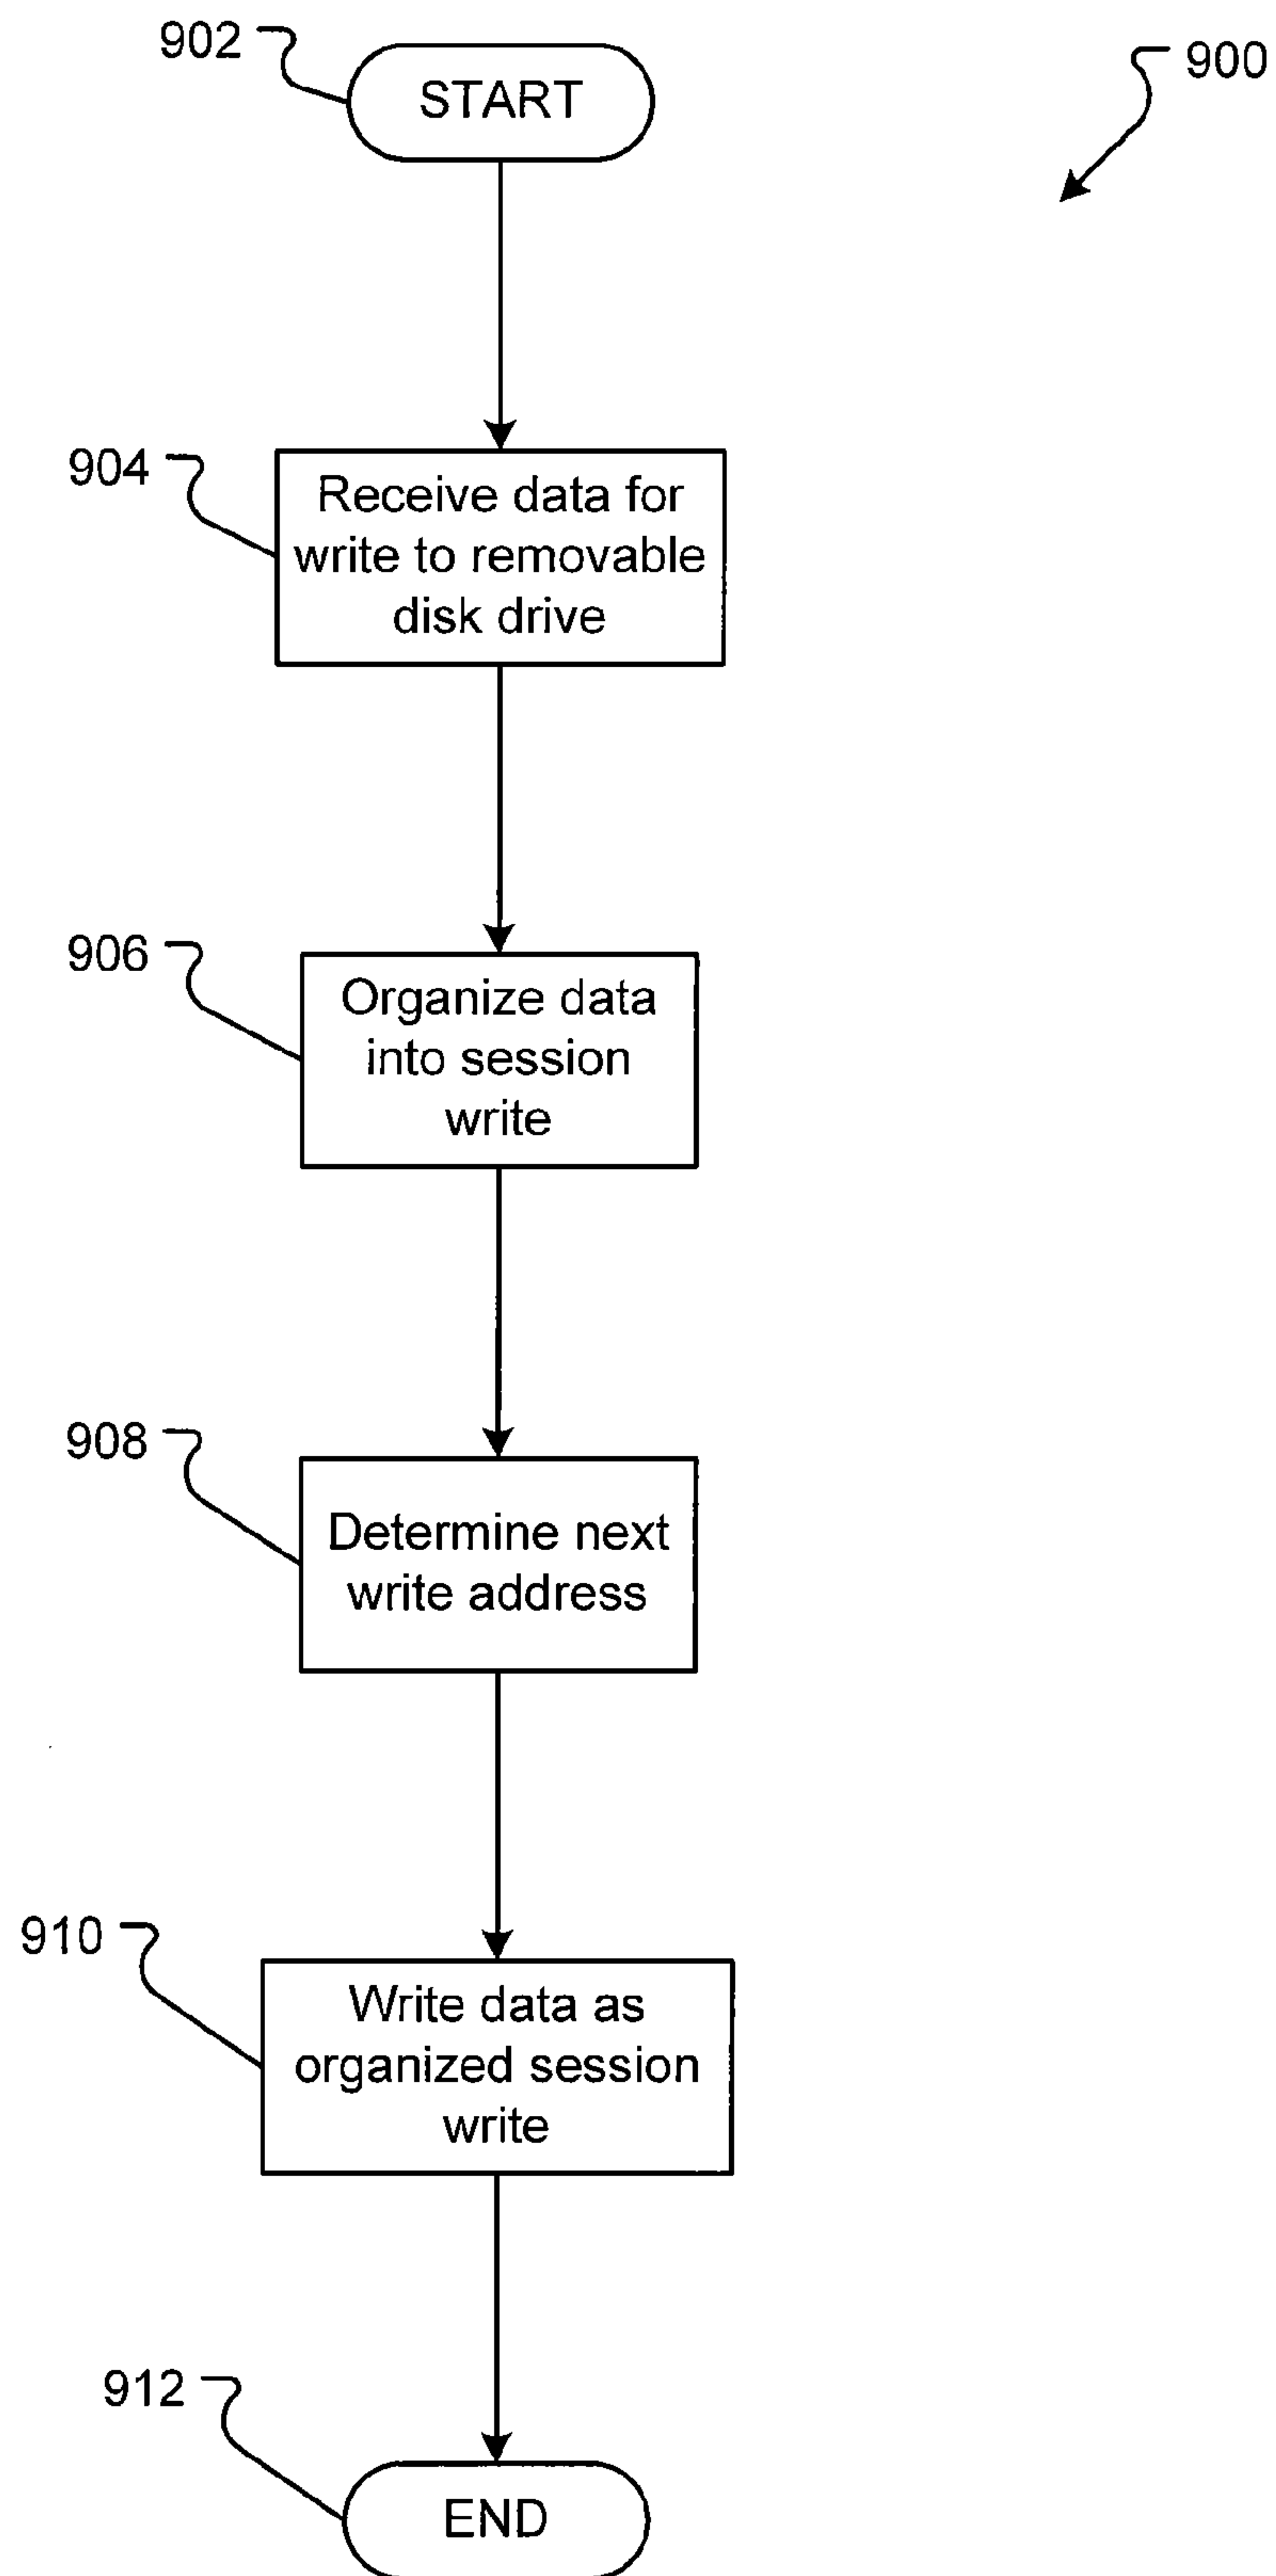 902
START
900
904
Receive data for
write to removable
disk drive
906
Organize data
into session
write
908
Determine next
write address
910
Write data as
organized session
write
912
END